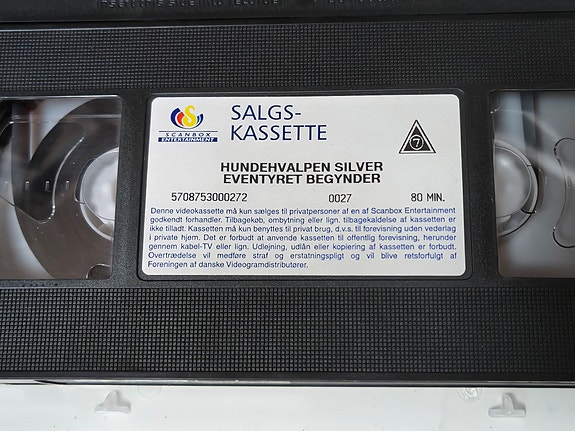 SCANBOX
ENTERTAINMENT
SALGS-
KASSETTE
7
HUNDEHVALPEN SILVER
EVENTYRET BEGYNDER
5708753000272 0027 80 MIN.
Denne videokassette må kun sælges til privatpersoner af en af Scanbox Entertainment
godkendt forhandler. Tilbagekøb, ombytning eller lign. tilbagekaldelse af kassetten er
ikke tilladt. Kassetten må kun benyttes til privat brug, d.v.s. til forevisning uden vederlag
i private hjem. Det er forbudt at anvende kassetten til offentlig forevisning, herunder
gennem kabel-TV eller lign. Udlejning, udlån eller kopiering af kassetten er forbudt.
Overtrædelse vil medføre straf og erstatningspligt og vil blive retsforfulgt af
Foreningen af danske Videogramdistributører.